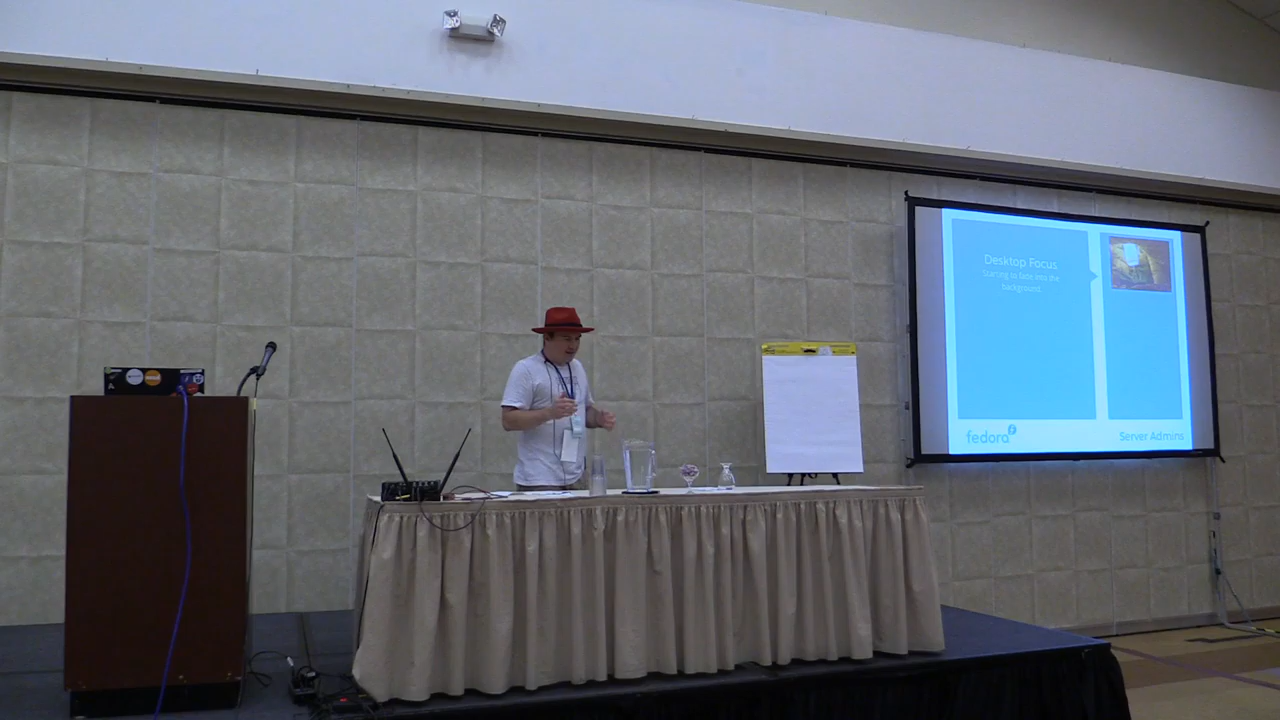 Desktop Focus
Starting to fade into the
background.
fedora
Server Admins